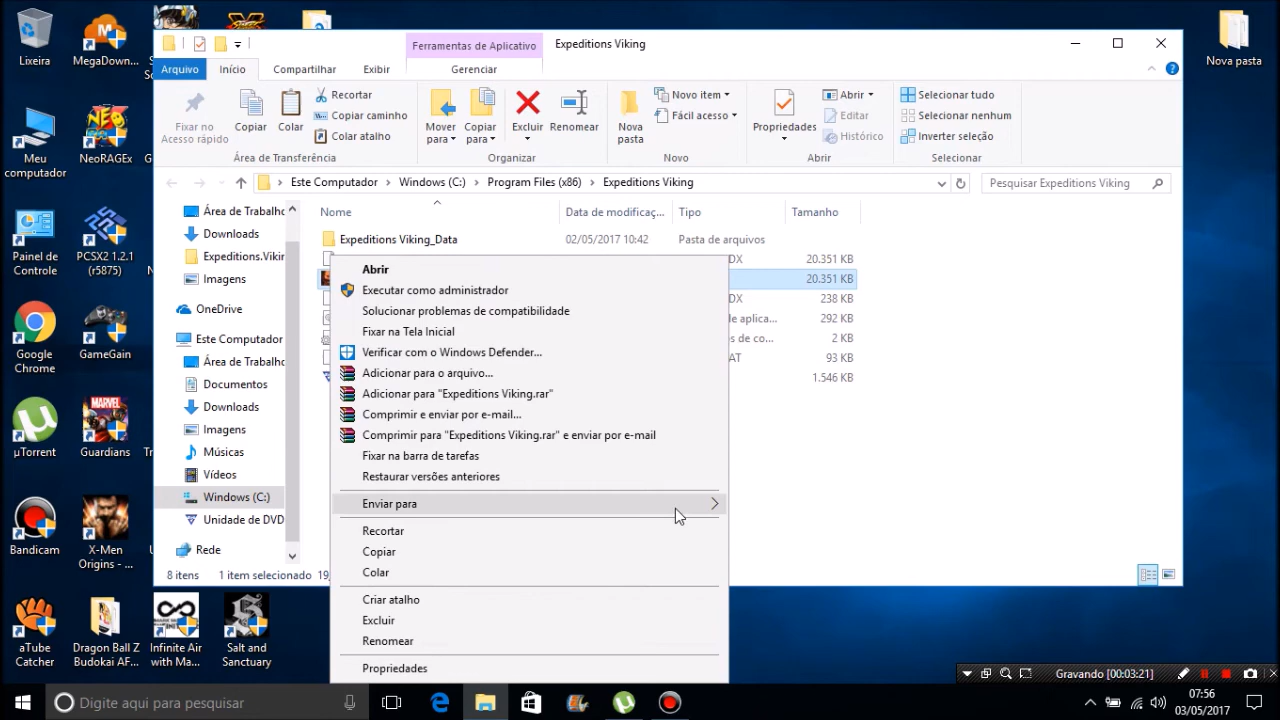 Ferramentas de Aplicativo
Expeditions Viking
Arquivo
Início
Compartilhar
Exibir
Gerenciar
Fixar no
Acesso rápido
Copiar
Colar
Recortar
Copiar caminho
Colar atalho
Área de Transferência
Mover
para
Copiar
para
Excluir
Renomear
Organizar
Nova
pasta
Novo item
Fácil acesso
Novo
Propriedades
Abrir
Editar
Histórico
Abrir
Selecionar tudo
Selecionar nenhum
Inverter seleção
Selecionar
Este Computador
Windows (C:)
Program Files (x86)
Expeditions Viking
Pesquisar Expeditions Viking
Área de Trabalho
Downloads
Expeditions.Vikin
Imagens
OneDrive
Este Computador
Área de Trabalho
Documentos
Downloads
Imagens
Músicas
Vídeos
Windows (C:)
Unidade de DVD
Rede
Nome
Data de modificaç...
Tipo
Tamanho
Expeditions Viking_Data
02/05/2017 10:42
Pasta de arquivos
DX
20.351 KB
20.351 KB
DX
238 KB
de aplica...
292 KB
os de co...
2 KB
AT
93 KB
1.546 KB
Abrir
Executar como administrador
Solucionar problemas de compatibilidade
Fixar na Tela Inicial
Verificar com o Windows Defender...
Adicionar para o arquivo...
Adicionar para "Expeditions Viking.rar"
Comprimir e enviar por e-mail...
Comprimir para "Expeditions Viking.rar" e enviar por e-mail
Fixar na barra de tarefas
Restaurar versões anteriores
Enviar para
Recortar
Copiar
Colar
Criar atalho
Excluir
Renomear
Propriedades
8 itens
1 item selecionado 19,
Lixeira
MegaDown...
Meu
computador
NeoRAGEx
Painel de
Controle
PCSX2 1.2.1
(r5875)
Google
Chrome
GameGain
µTorrent
MARVEL
Guardians
Bandicam
X-Men
Origins - ...
aTube
Catcher
Dragon Ball Z
Budokai AF...
Infinite Air
with Ma...
Salt and
Sanctuary
Nova pasta
Gravando [00:03:21]
Digite aqui para pesquisar
07:56
03/05/2017